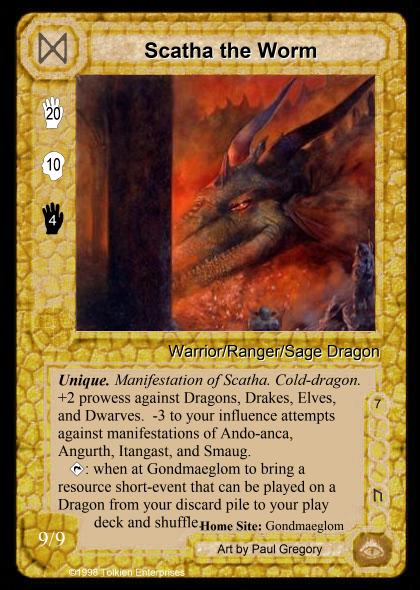 Scatha the Worm
20
10
4
Warrior/Ranger/Sage Dragon
Unique. Manifestation of Scatha. Cold-dragon.
+2 prowess against Dragons, Drakes, Elves,
and Dwarves. -3 to your influence attempts
against manifestations of Ando-anca,
Angurth, Itangast, and Smaug.
: when at Gondmaeglom to bring a
resource short-event that can be played on a
Dragon from your discard pile to your play
deck and shuffle
Home Site: Gondmaeglom
7
9/9
Art by Paul Gregory
©1998 Tolkien Enterprises